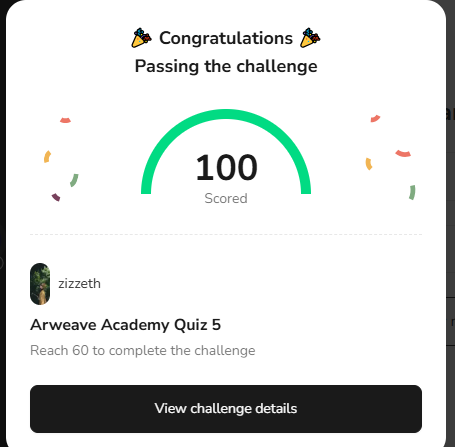 🎉 Congratulations 🎉
Passing the challenge
100
Scored
zizzeth
Arweave Academy Quiz 5
Reach 60 to complete the challenge
View challenge details